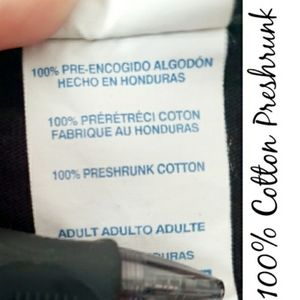 100% PRE-ENCOGIDO ALGODÓN
HECHO EN HONDURAS
100% PRÉRÉTRÉCI COTON
FABRIQUE AU HONDURAS
100% PRESHRUNK COTTON
ADULT ADULTO ADULTE
100% Cotton Preshrunk